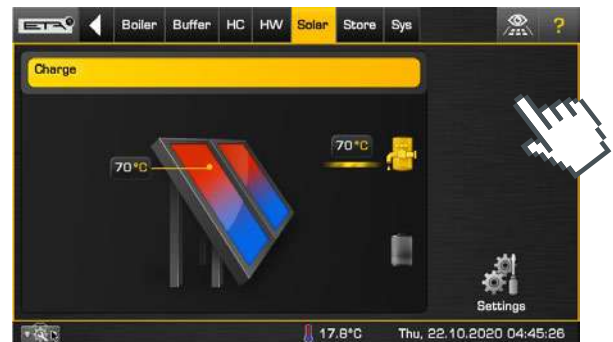 ETA
Boiler Buffer HC HW Solar Store Sys ?
Charge
70°C
70°C
Settings
17.8°C Thu, 22.10.2020 04:45:26